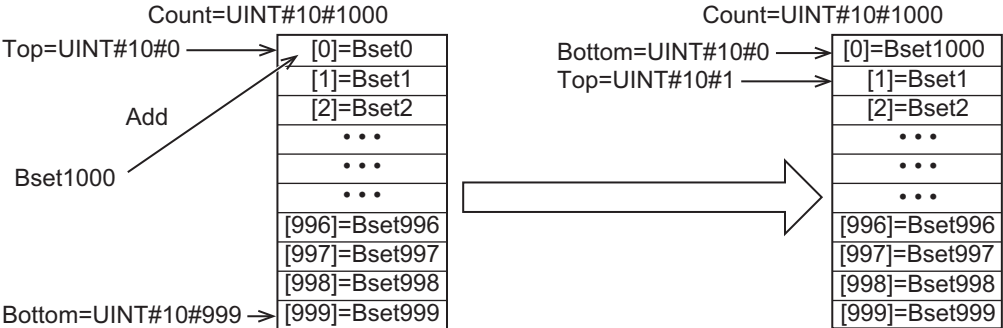 Count=UINT#10#1000
Top=UINT#10#0
[0]=Bset0
[1]=Bset1
[2]=Bset2
• • •
• • •
• • •
[996]=Bset996
[997]=Bset997
[998]=Bset998
[999]=Bset999
Add
Bset1000
Bottom=UINT#10#999
Count=UINT#10#1000
Bottom=UINT#10#0
Top=UINT#10#1
[0]=Bset1000
[1]=Bset1
[2]=Bset2
• • •
• • •
• • •
[996]=Bset996
[997]=Bset997
[998]=Bset998
[999]=Bset999